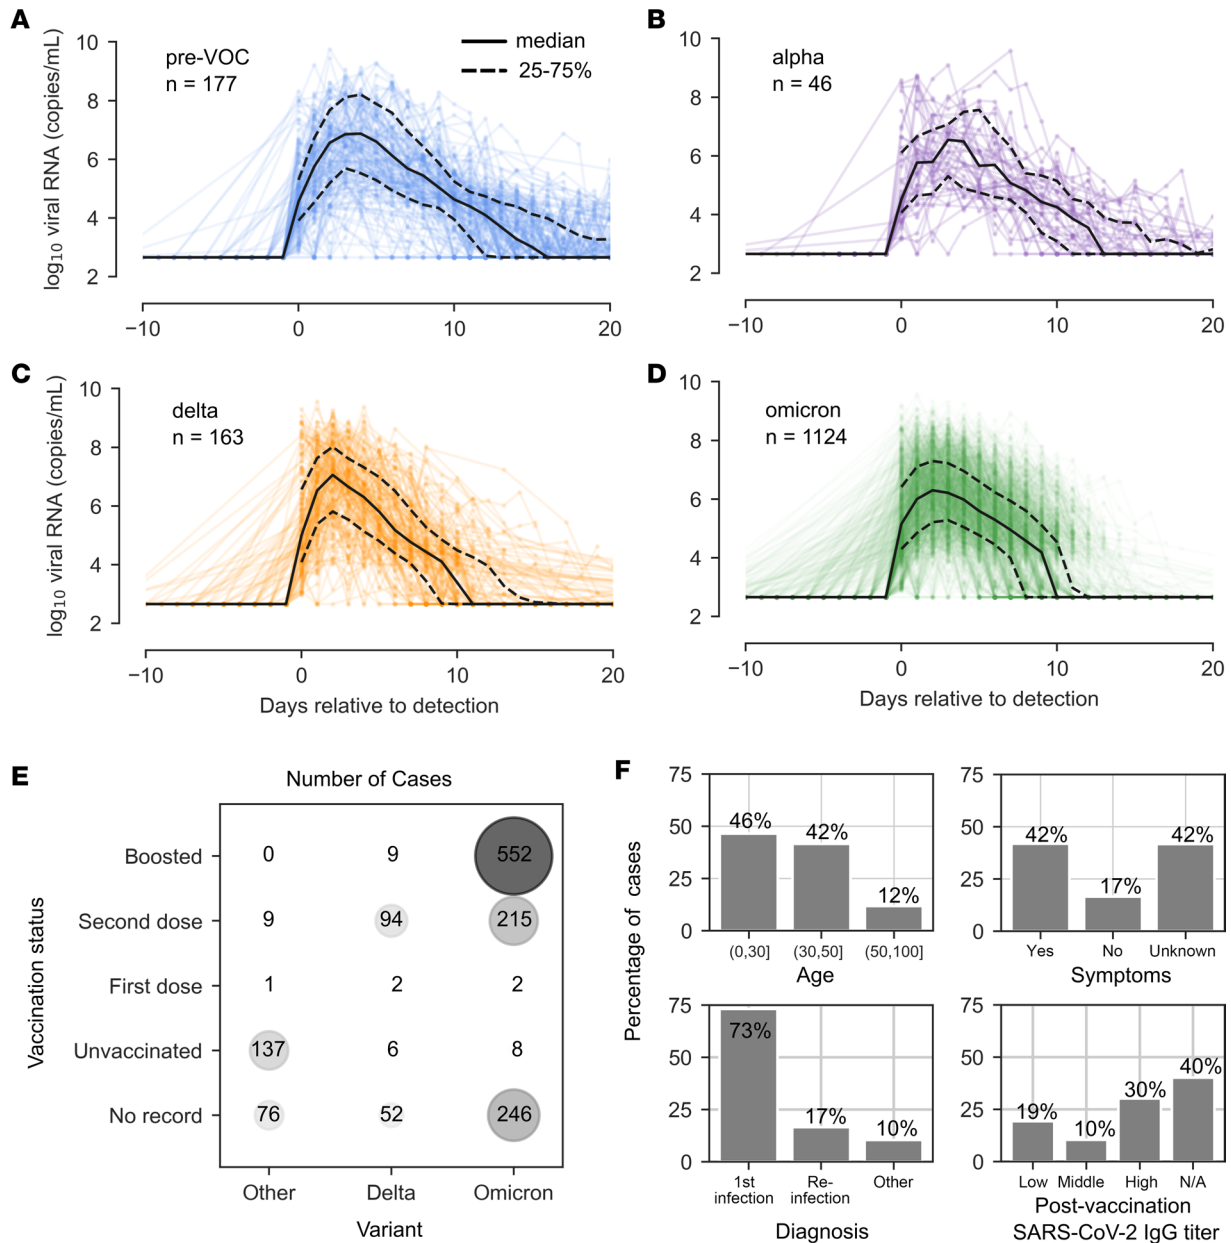 A
pre-VOC
n = 177
median
25-75%
log10 viral RNA (copies/mL)
10
8
6
4
2
−10
0
10
20
B
alpha
n = 46
10
8
6
4
2
−10
0
10
20
C
delta
n = 163
log10 viral RNA (copies/mL)
10
8
6
4
2
−10
0
10
20
Days relative to detection
D
omicron
n = 1124
10
8
6
4
2
−10
0
10
20
Days relative to detection
E
Number of Cases
Vaccination status
Boosted 0 9 552
Second dose 9 94 215
First dose 1 2 2
Unvaccinated 137 6 8
No record 76 52 246
Other Delta Omicron
Variant
F
Percentage of cases
75
50
25
0
46%
42%
12%
(0,30] (30,50] (50,100]
Age
75
50
25
0
42%
17%
42%
Yes No Unknown
Symptoms
75
50
25
0
73%
17%
10%
1st Re- Other
infection infection
Diagnosis
75
50
25
0
19%
10%
30%
40%
Low Middle High N/A
Post-vaccination
SARS-CoV-2 IgG titer